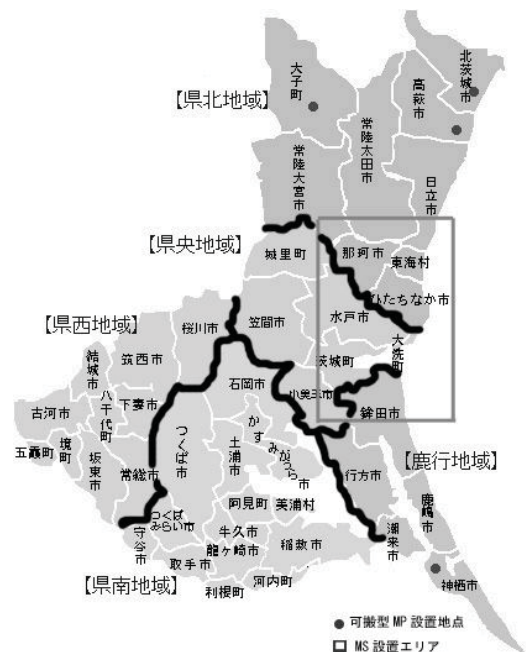 北茨城市
大子町
高萩市
【県北地域】
常陸太田市
常陸大宮市
日立市
【県央地域】
那珂市
東海村
城里町
ひたちなか市
水戸市
笠間市
桜川市
【県西地域】
大洗町
茨城町
筑西市
結城市
石岡市
小美玉市
八千代町
下妻市
鉾田市
古河市
かすみがうら市
つくば市
土浦市
五霞町
境町
坂東市
常総市
【鹿行地域】
行方市
阿見町
美浦村
鹿嶋市
つくばみらい市
牛久市
稲敷市
潮来市
守谷市
龍ヶ崎市
取手市
河内町
神栖市
【県南地域】
利根町
可搬型 MP 設置地点
MS 設置エリア